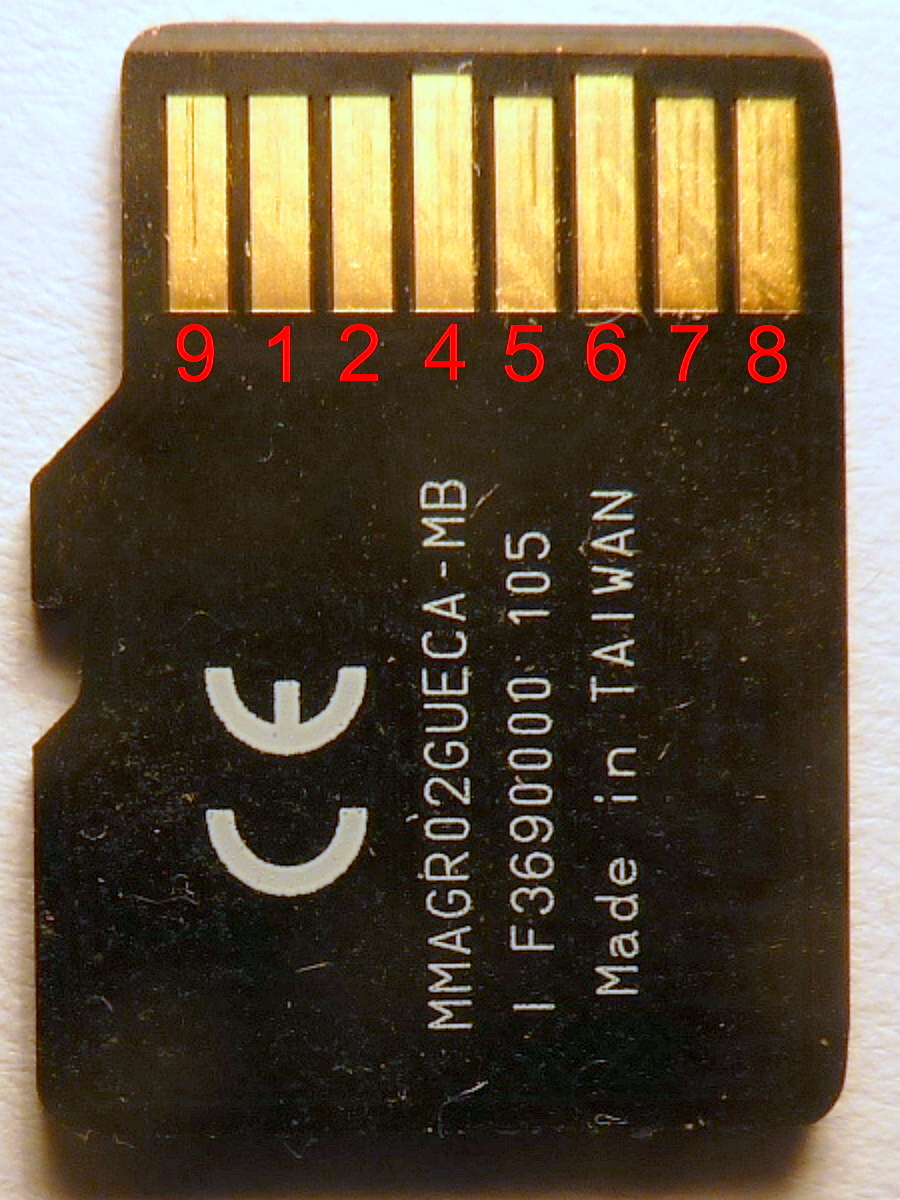 9 1 2 4 5 6 7 8
CE
MMAGR02GUECA-MB
I F3690000 105
Made in TAIWAN